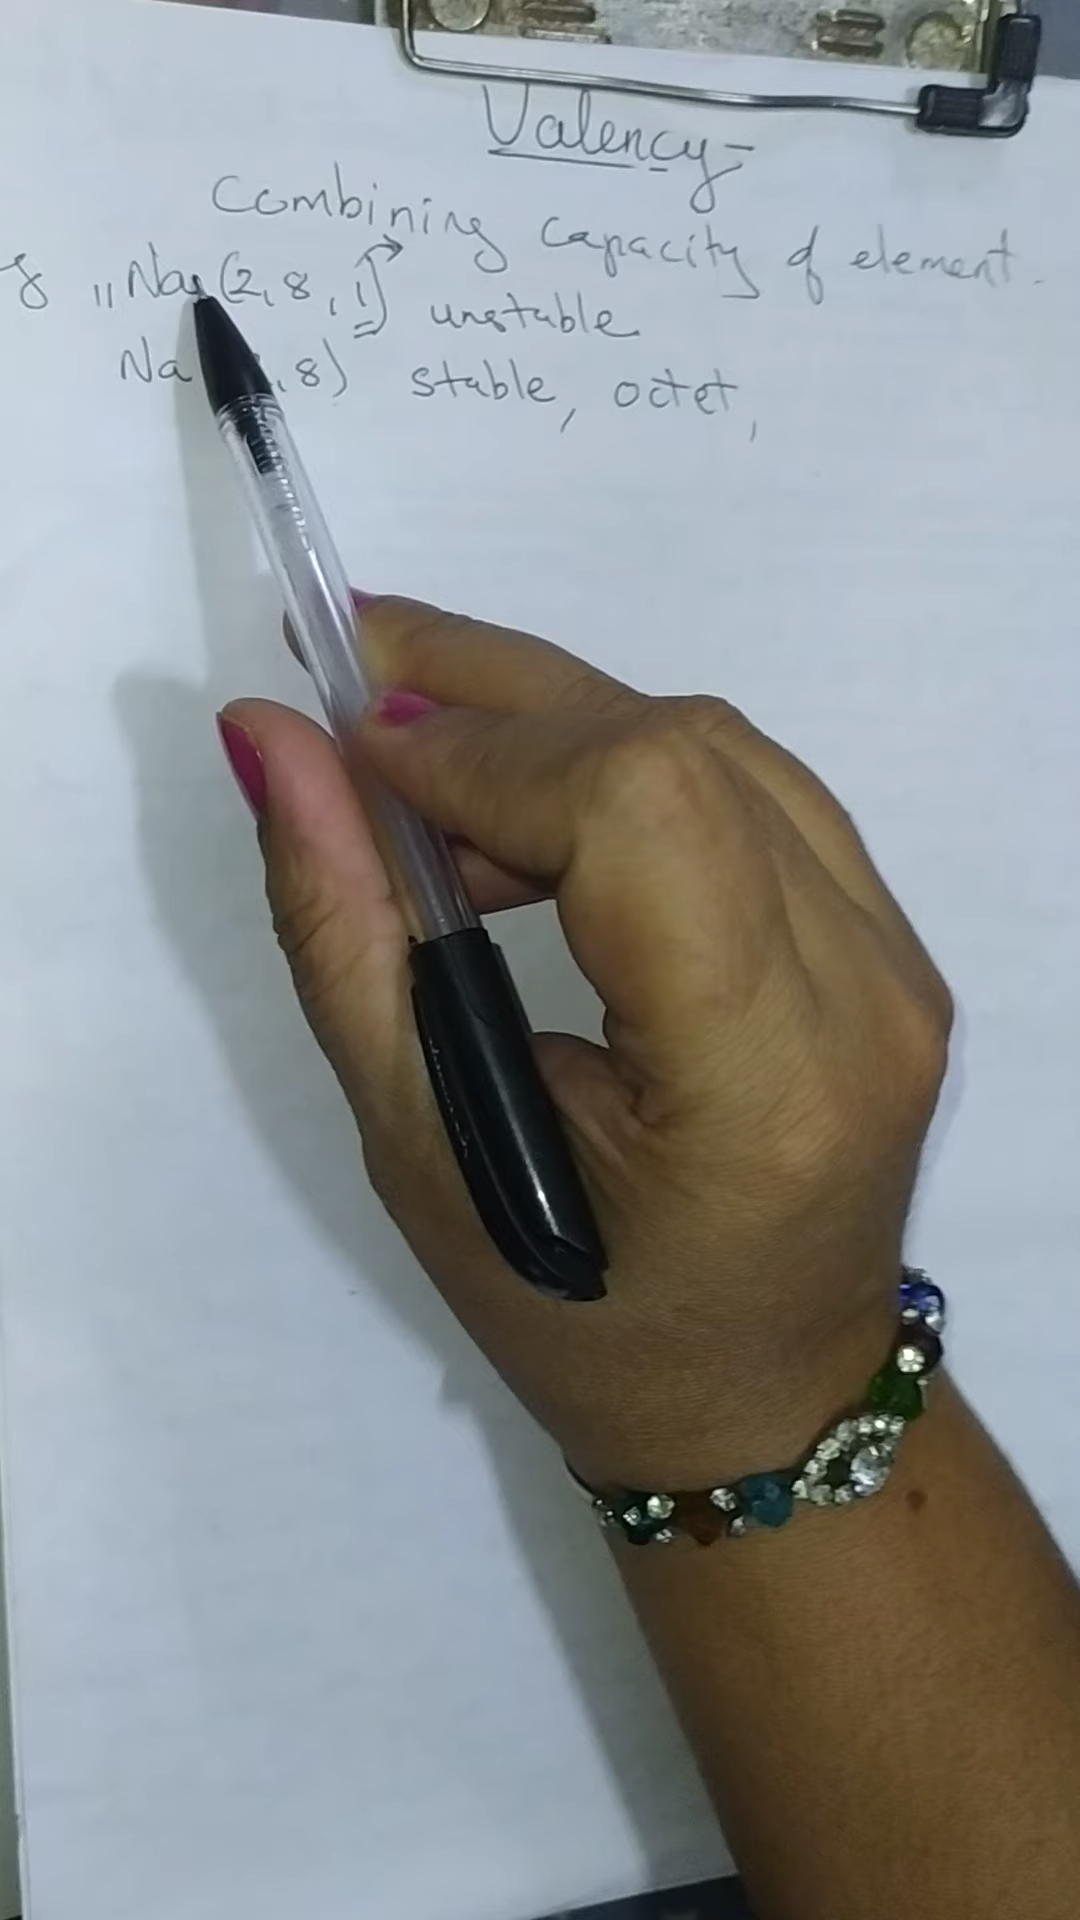 Valency-
Combining capacity of element.
11Na (2, 8, 1) unstable
Na , 8) stable, octet,